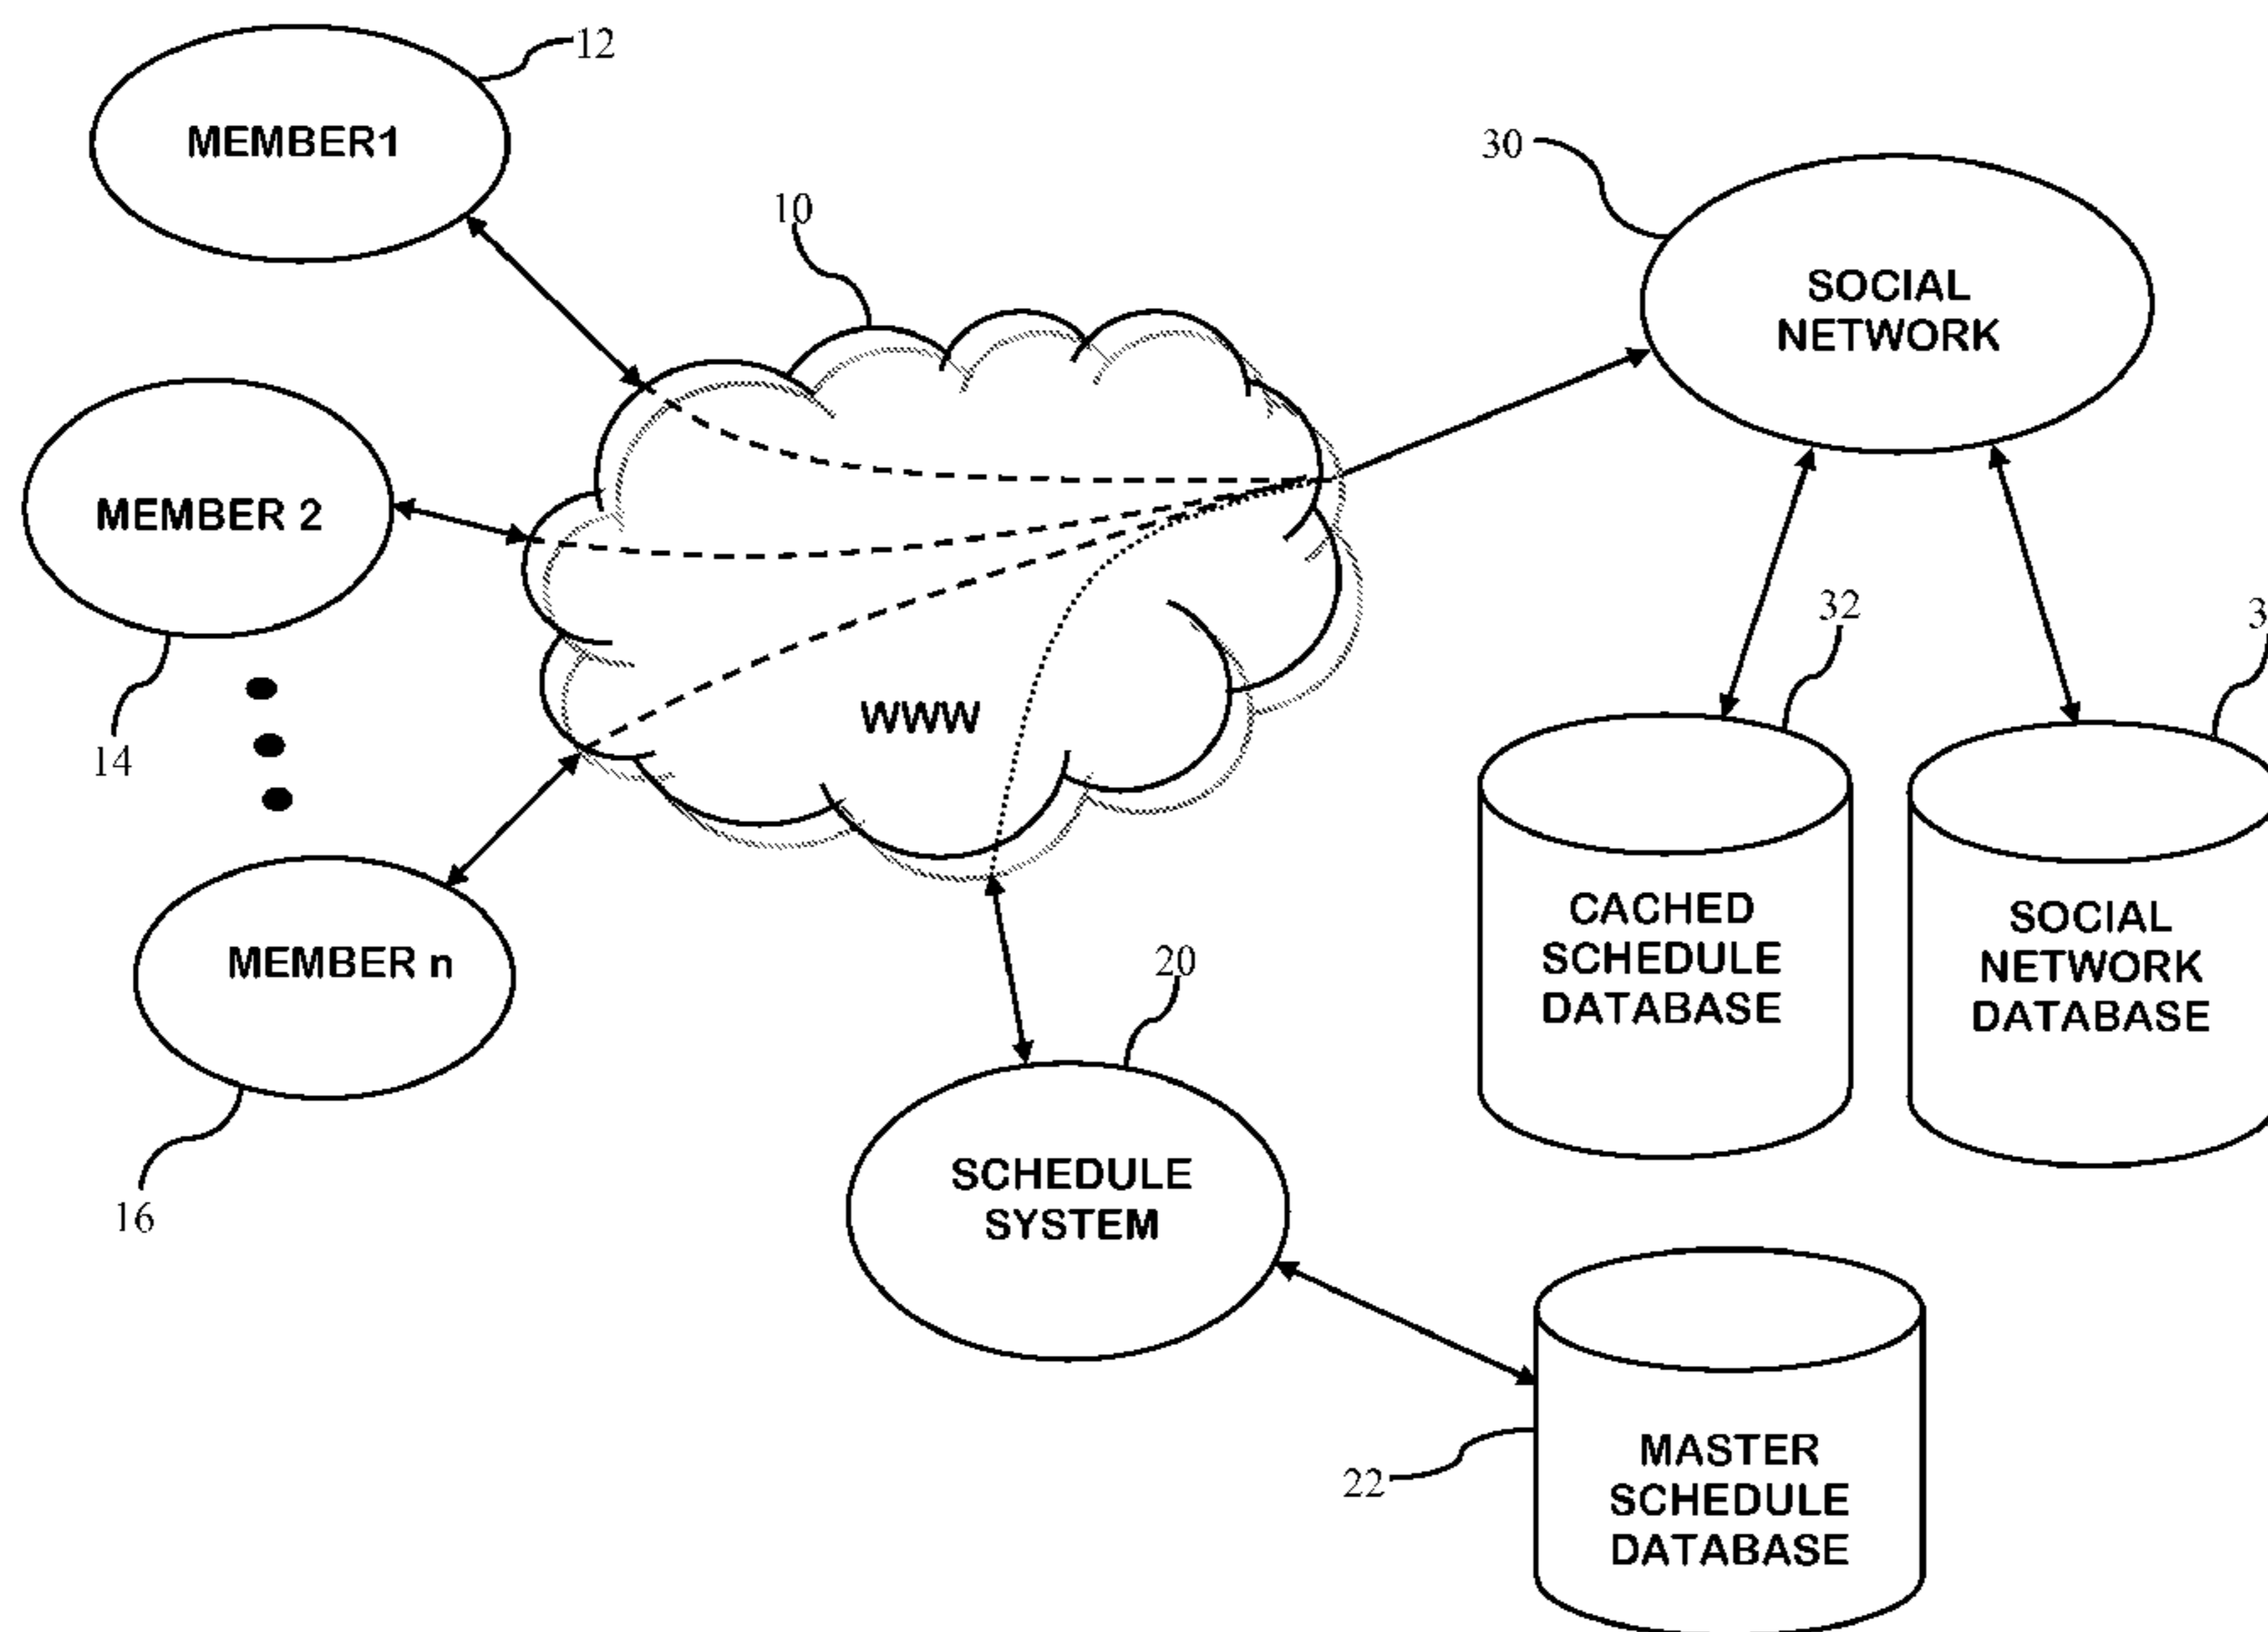 12
MEMBER1
10
30
SOCIAL
NETWORK
MEMBER 2
14
WWW
32
MEMBER n
16
20
CACHED
SCHEDULE
DATABASE
SOCIAL
NETWORK
DATABASE
SCHEDULE
SYSTEM
22
MASTER
SCHEDULE
DATABASE